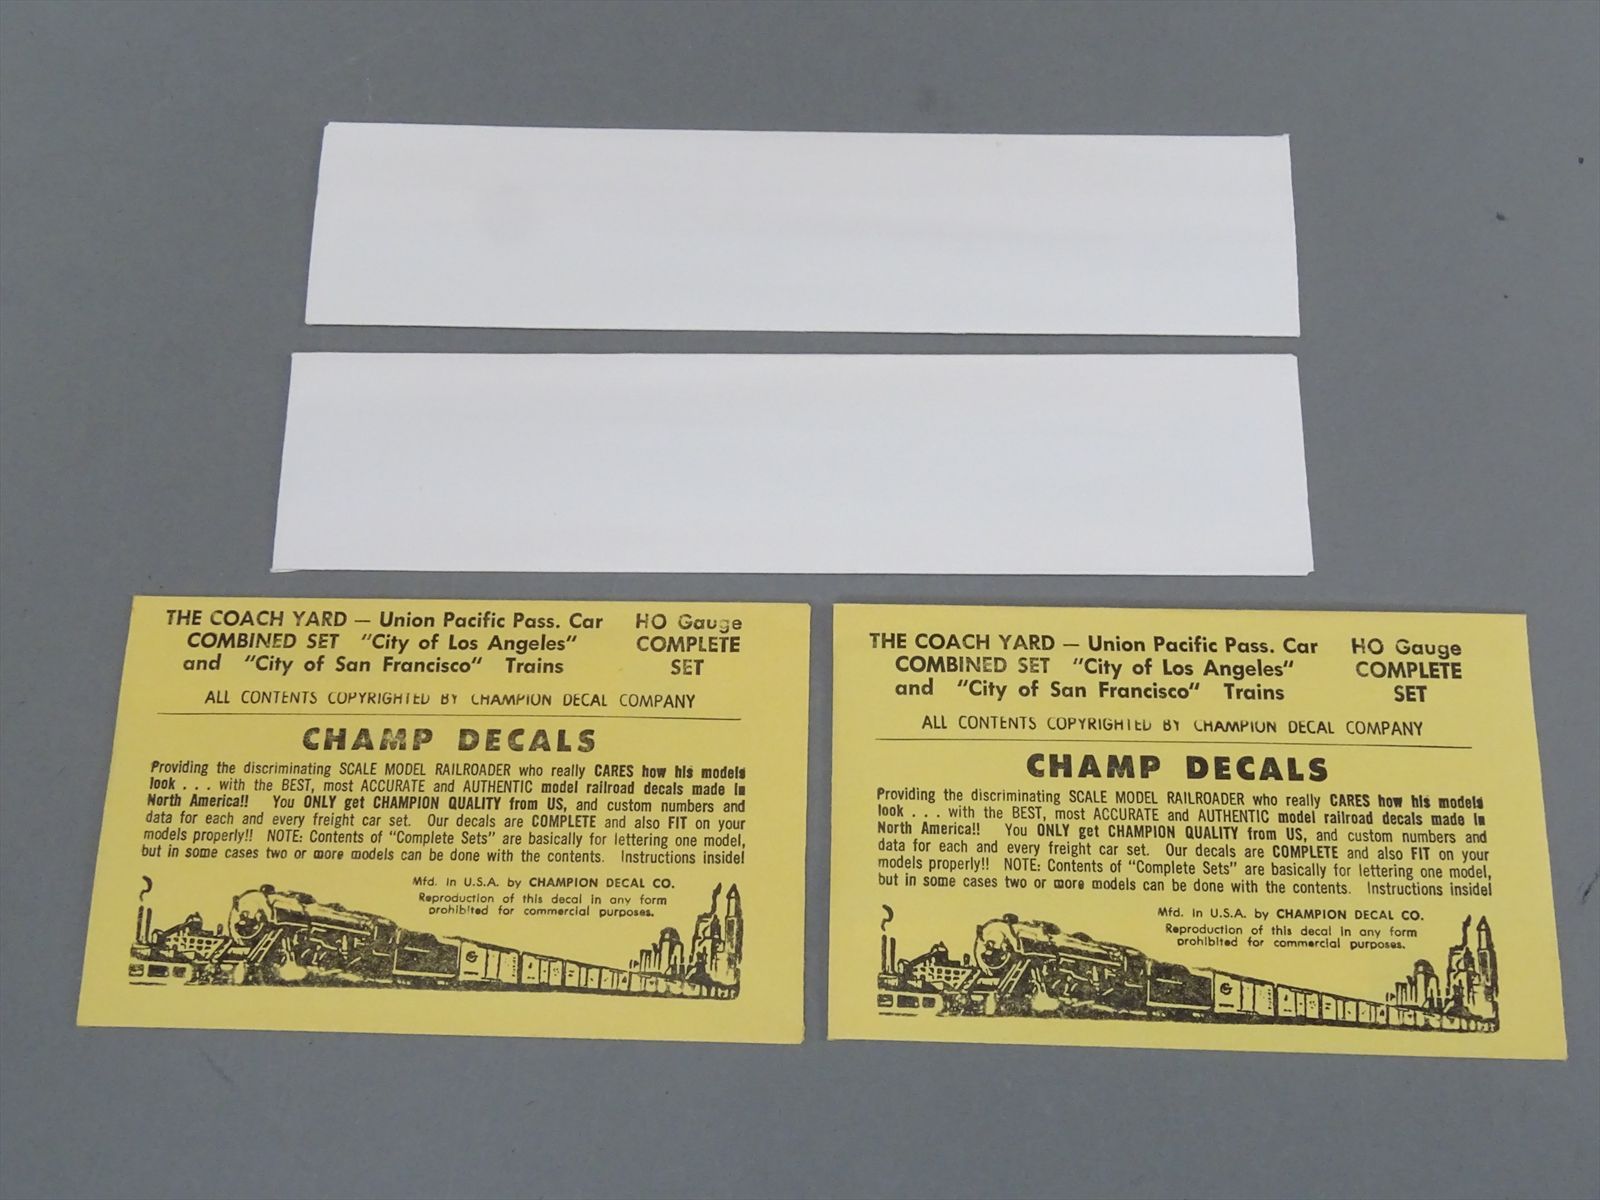 THE COACH YARD — Union Pacific Pass. Car HO Gauge
COMBINED SET "City of Los Angeles" COMPLETE
and "City of San Francisco" Trains SET
ALL CONTENTS COPYRIGHTED BY CHAMPION DECAL COMPANY
CHAMP DECALS
Providing the discriminating SCALE MODEL RAILROADER who really CARES how his models
look . . . with the BEST, most ACCURATE and AUTHENTIC model railroad decals made in
North America!! You ONLY get CHAMPION QUALITY from US, and custom numbers and
data for each and every freight car set. Our decals are COMPLETE and also FIT on your
models properly!! NOTE: Contents of "Complete Sets" are basically for lettering one model,
but in some cases two or more models can be done with the contents. Instructions inside!
Mfd. in U.S.A. by CHAMPION DECAL CO.
Reproduction of this decal in any form
prohibited for commercial purposes.
THE COACH YARD — Union Pacific Pass. Car HO Gauge
COMBINED SET "City of Los Angeles" COMPLETE
and "City of San Francisco" Trains SET
ALL CONTENTS COPYRIGHTED BY CHAMPION DECAL COMPANY
CHAMP DECALS
Providing the discriminating SCALE MODEL RAILROADER who really CARES how his models
look . . . with the BEST, most ACCURATE and AUTHENTIC model railroad decals made in
North America!! You ONLY get CHAMPION QUALITY from US, and custom numbers and
data for each and every freight car set. Our decals are COMPLETE and also FIT on your
models properly!! NOTE: Contents of "Complete Sets" are basically for lettering one model,
but in some cases two or more models can be done with the contents. Instructions inside!
Mfd. in U.S.A. by CHAMPION DECAL CO.
Reproduction of this decal in any form
prohibited for commercial purposes.